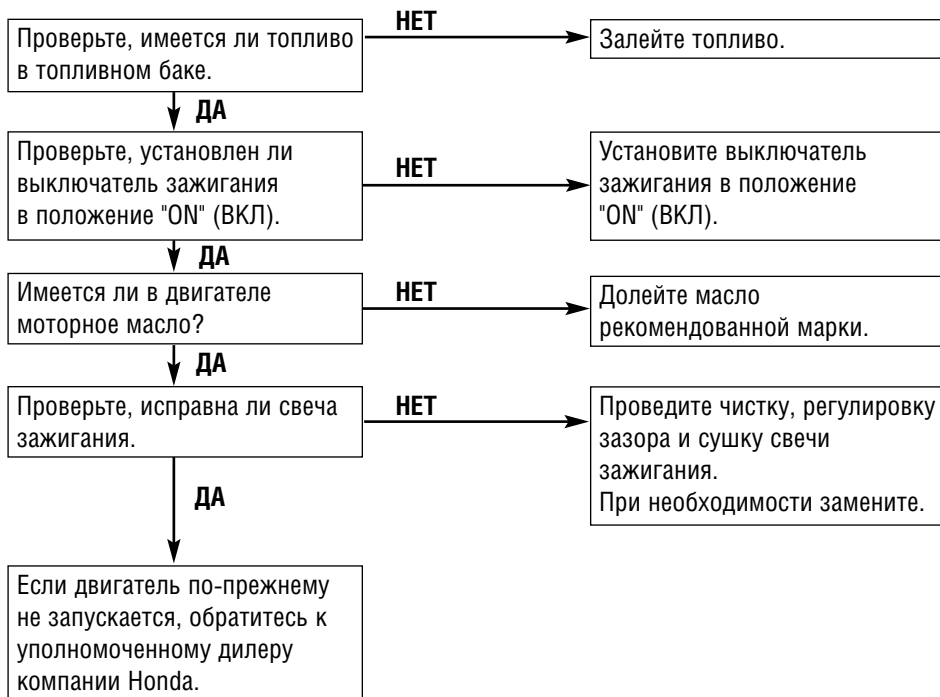 Проверьте, имеется ли топливо
в топливном баке.
НЕТ
Залейте топливо.
ДА
Проверьте, установлен ли
выключатель зажигания
в положение "ON" (ВКЛ).
НЕТ
Установите выключатель
зажигания в положение
"ON" (ВКЛ).
ДА
Имеется ли в двигателе
моторное масло?
НЕТ
Долейте масло
рекомендованной марки.
ДА
Проверьте, исправна ли свеча
зажигания.
НЕТ
Проведите чистку, регулировку
зазора и сушку свечи
зажигания.
При необходимости замените.
ДА
Если двигатель по-прежнему
не запускается, обратитесь к
уполномоченному дилеру
компании Honda.